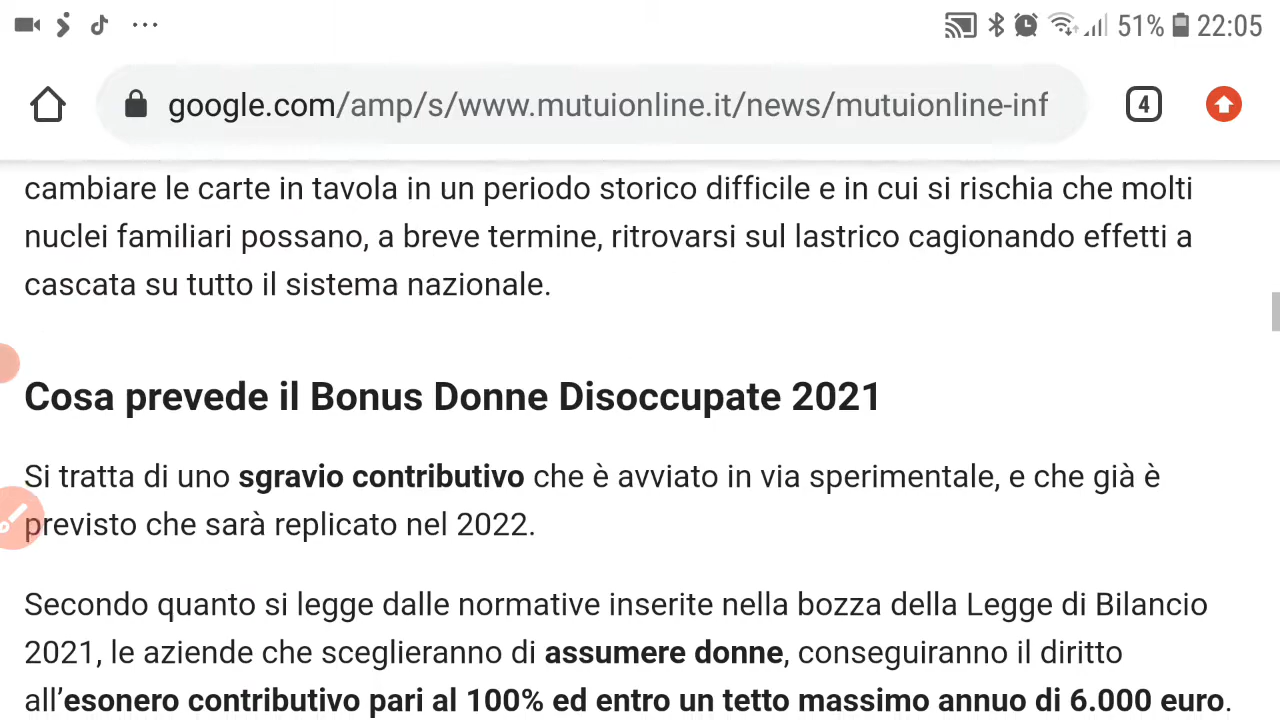 51% 22:05
google.com/amp/s/www.mutuionline.it/news/mutuionline-inf
4
cambiare le carte in tavola in un periodo storico difficile e in cui si rischia che molti
nuclei familiari possano, a breve termine, ritrovarsi sul lastrico cagionando effetti a
cascata su tutto il sistema nazionale.
Cosa prevede il Bonus Donne Disoccupate 2021
Si tratta di uno sgravio contributivo che è avviato in via sperimentale, e che già è
previsto che sarà replicato nel 2022.
Secondo quanto si legge dalle normative inserite nella bozza della Legge di Bilancio
2021, le aziende che sceglieranno di assumere donne, conseguiranno il diritto
all’esonero contributivo pari al 100% ed entro un tetto massimo annuo di 6.000 euro.